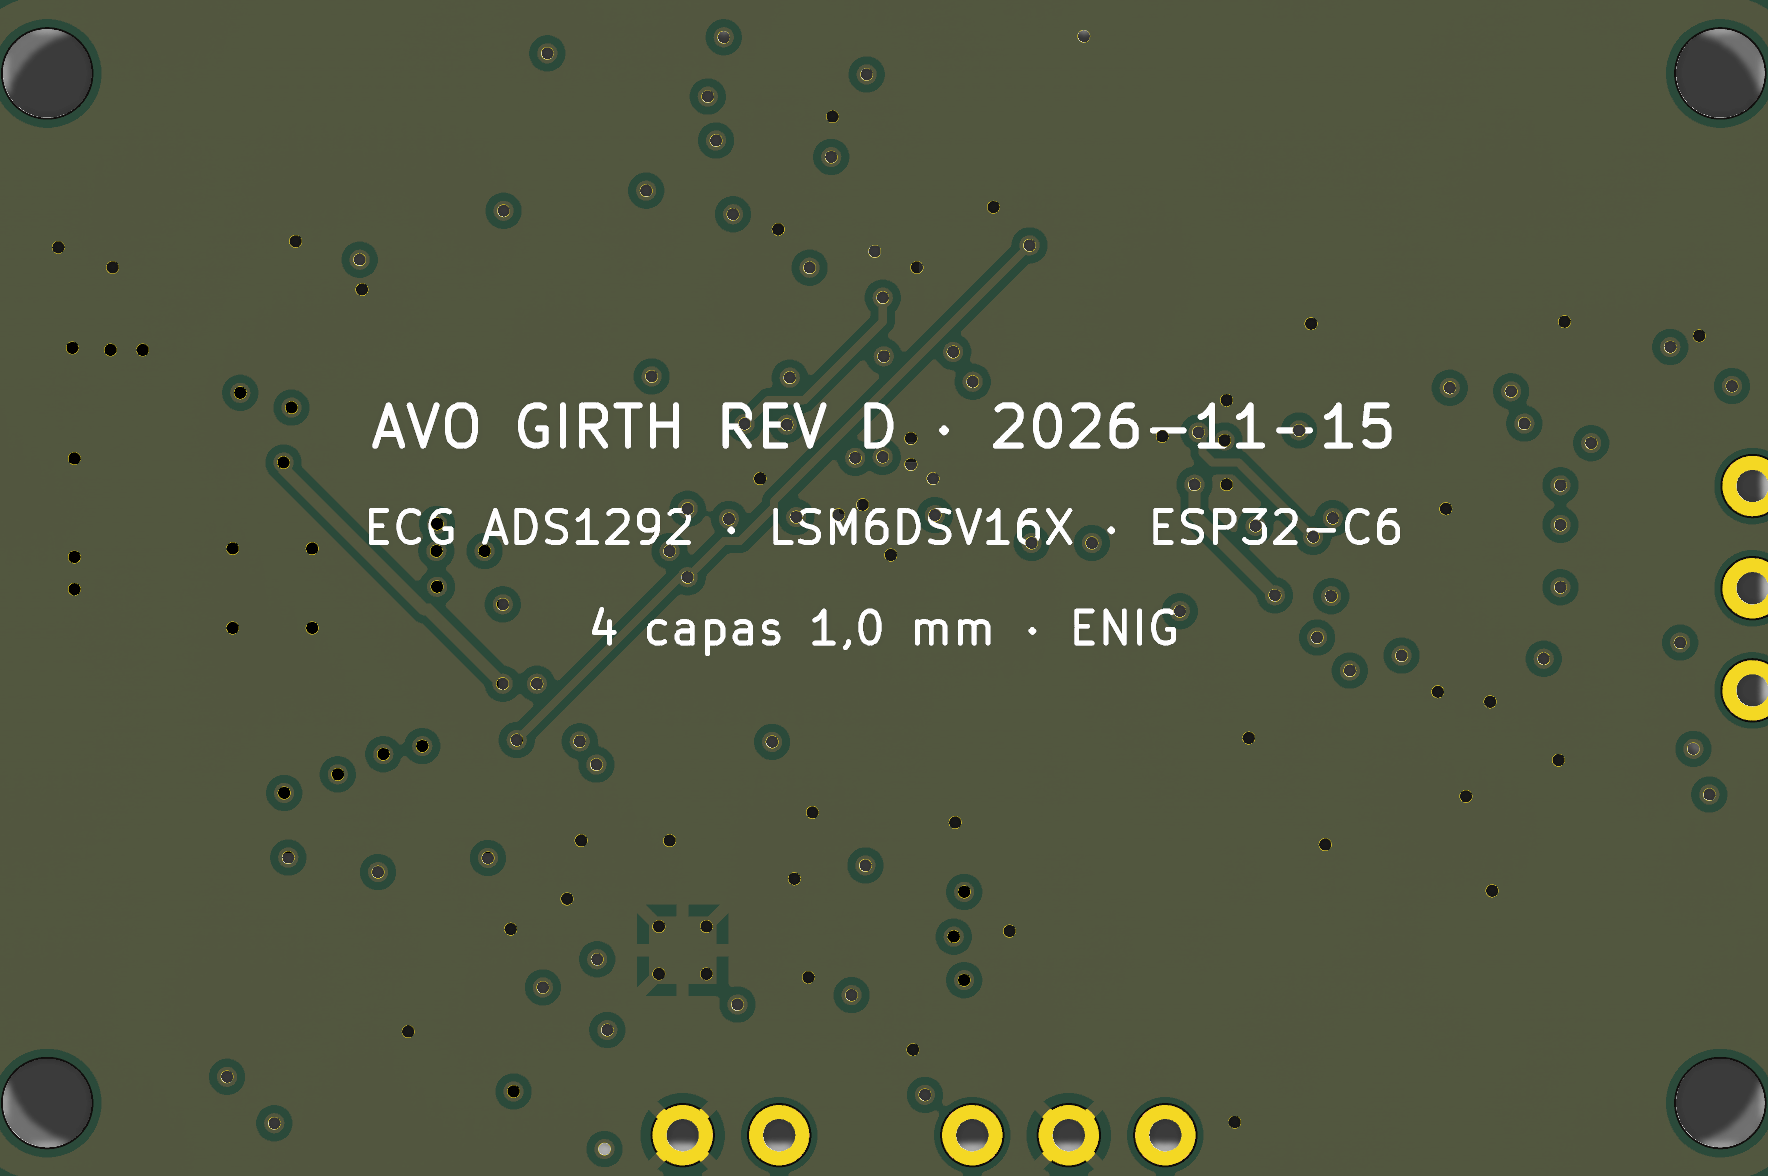 AVO GIRTH REV D · 2026-11-15
ECG ADS1292 · LSM6DSV16X · ESP32-C6
4 capas 1,0 mm · ENIG